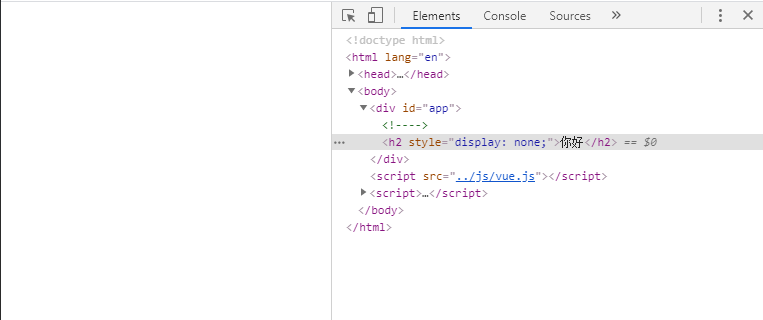 Elements Console Sources »
<!doctype html>
<html lang="en">
<head>…</head>
<body>
<div id="app">
<!---->
<h2 style="display: none;">你好</h2> == $0
</div>
<script src="../js/vue.js"></script>
<script>…</script>
</body>
</html>